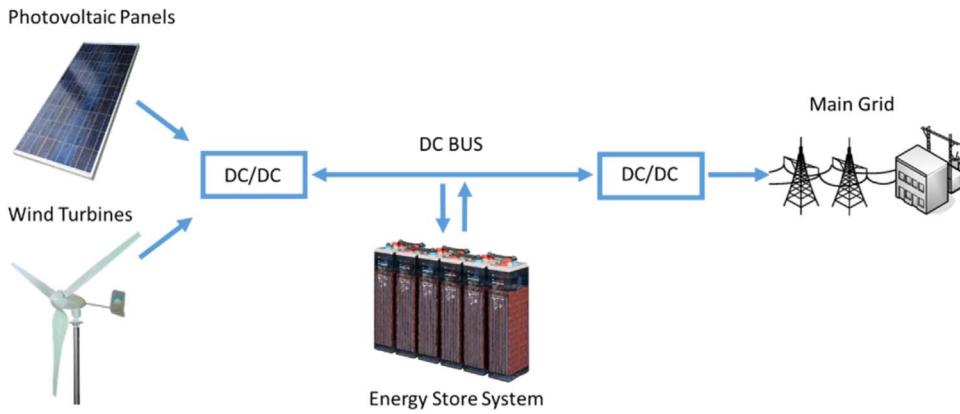 Photovoltaic Panels
Main Grid
DC BUS
DC/DC
DC/DC
Wind Turbines
Energy Store System